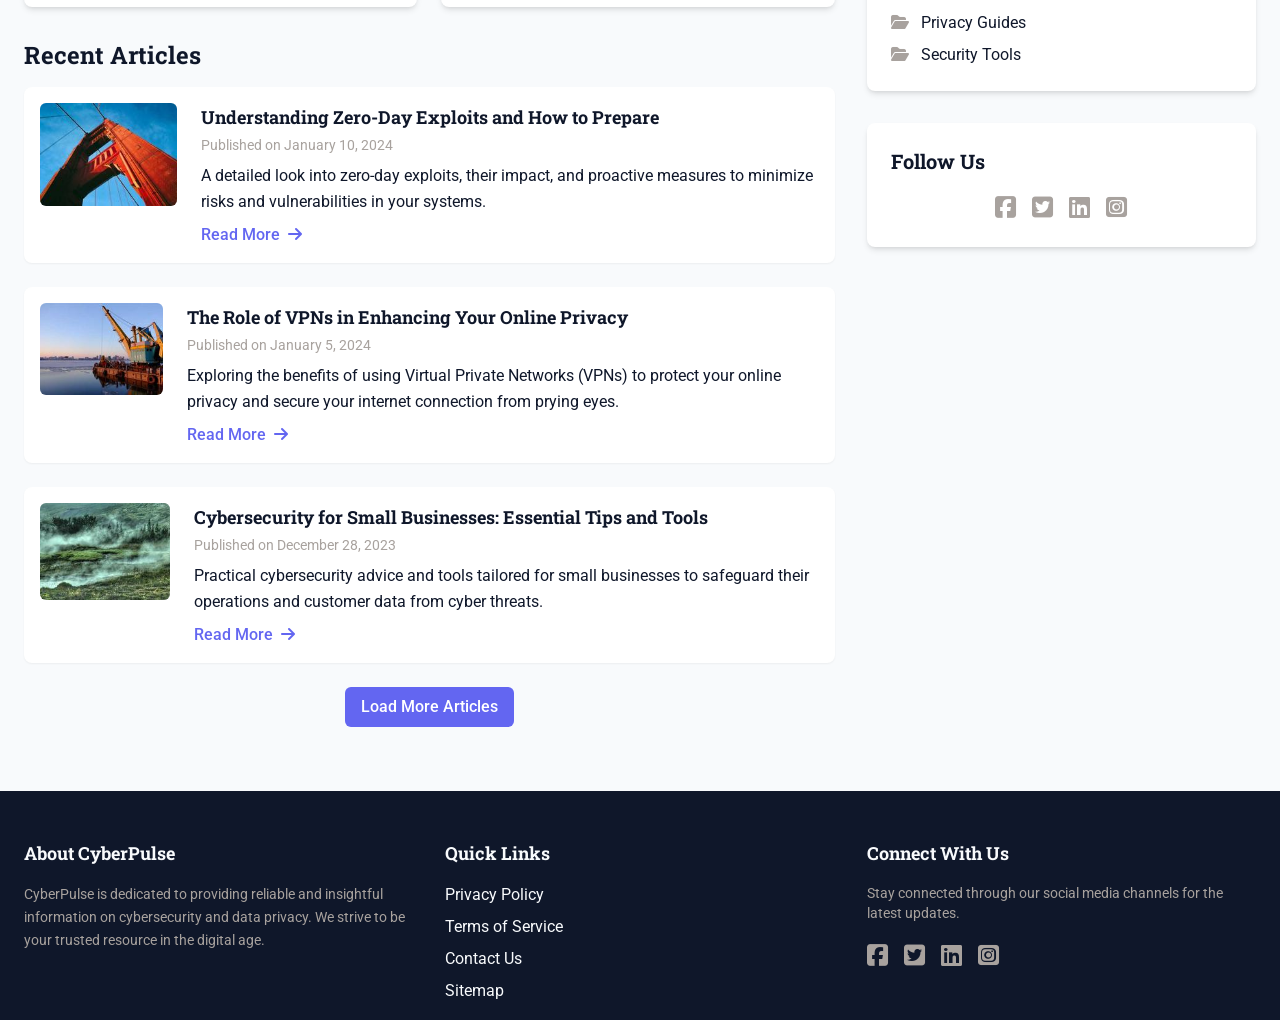 Recent Articles
Understanding Zero-Day Exploits and How to Prepare
Published on January 10, 2024
A detailed look into zero-day exploits, their impact, and proactive measures to minimize
risks and vulnerabilities in your systems.
Read More
The Role of VPNs in Enhancing Your Online Privacy
Published on January 5, 2024
Exploring the benefits of using Virtual Private Networks (VPNs) to protect your online
privacy and secure your internet connection from prying eyes.
Read More
Cybersecurity for Small Businesses: Essential Tips and Tools
Published on December 28, 2023
Practical cybersecurity advice and tools tailored for small businesses to safeguard their
operations and customer data from cyber threats.
Read More
Load More Articles
Privacy Guides
Security Tools
Follow Us
About CyberPulse
CyberPulse is dedicated to providing reliable and insightful
information on cybersecurity and data privacy. We strive to be
your trusted resource in the digital age.
Quick Links
Privacy Policy
Terms of Service
Contact Us
Sitemap
Connect With Us
Stay connected through our social media channels for the
latest updates.